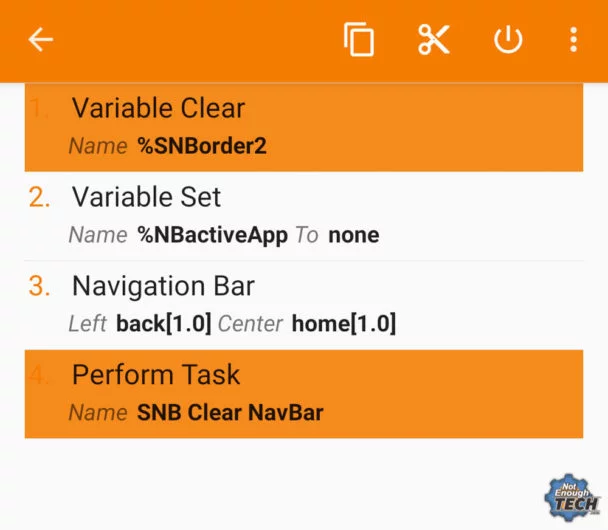 1. Variable Clear
Name %SNBorder2
2. Variable Set
Name %NBactiveApp To none
3. Navigation Bar
Left back[1.0] Center home[1.0]
4. Perform Task
Name SNB Clear NavBar
Not
Enough
TECH